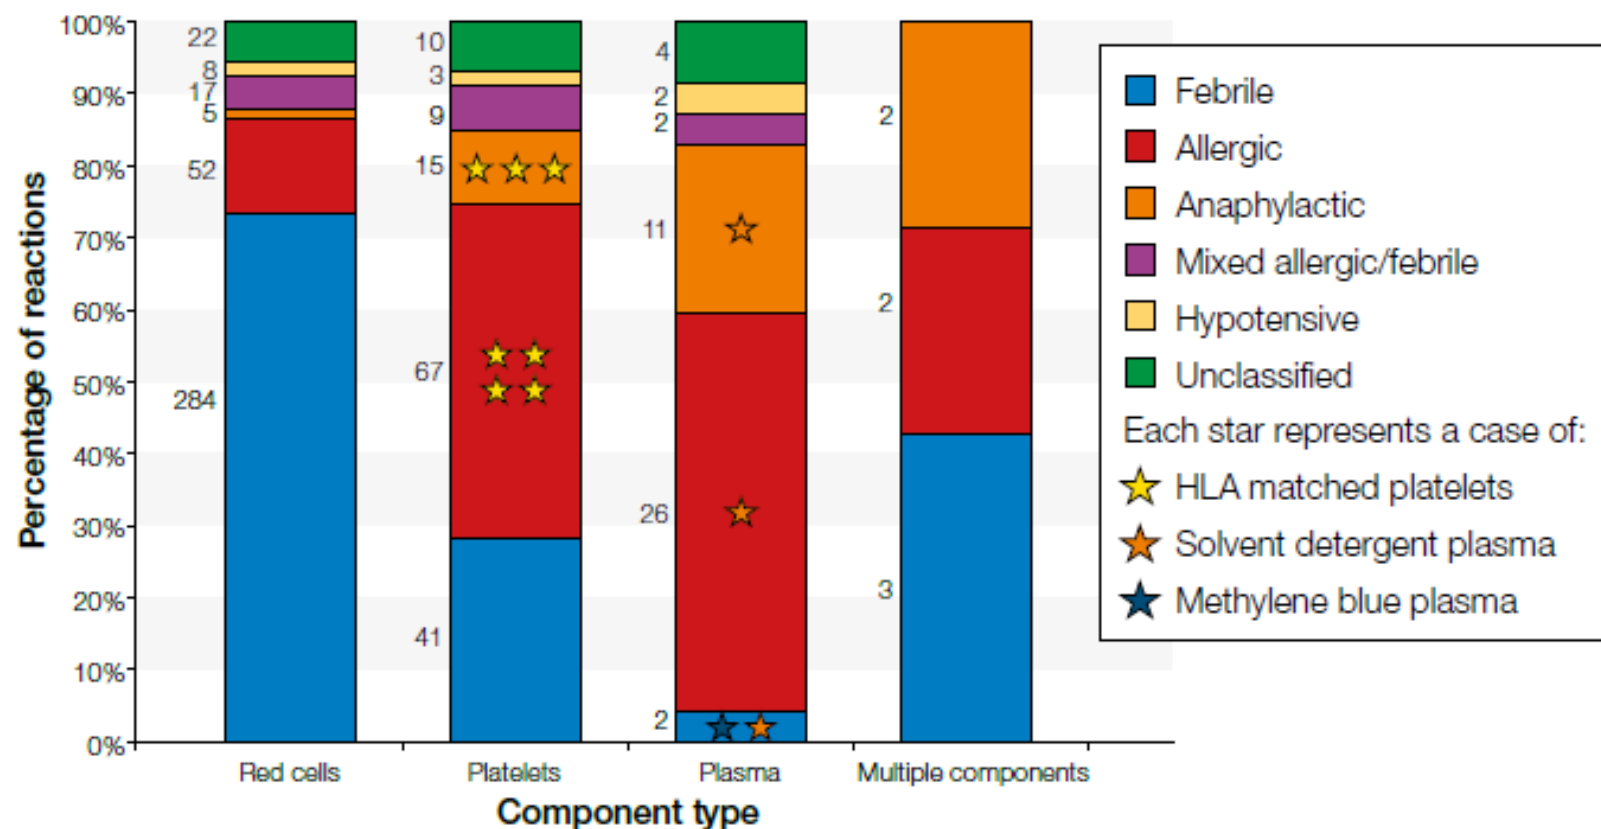 Percentage of reactions
100%
90%
80%
70%
60%
50%
40%
30%
20%
10%
0%
22
8
17
5
52
284
10
3
9
15
67
41
4
2
2
11
26
2
2
2
3
Red cells
Platelets
Plasma
Multiple components
Component type
Febrile
Allergic
Anaphylactic
Mixed allergic/febrile
Hypotensive
Unclassified
Each star represents a case of:
HLA matched platelets
Solvent detergent plasma
Methylene blue plasma